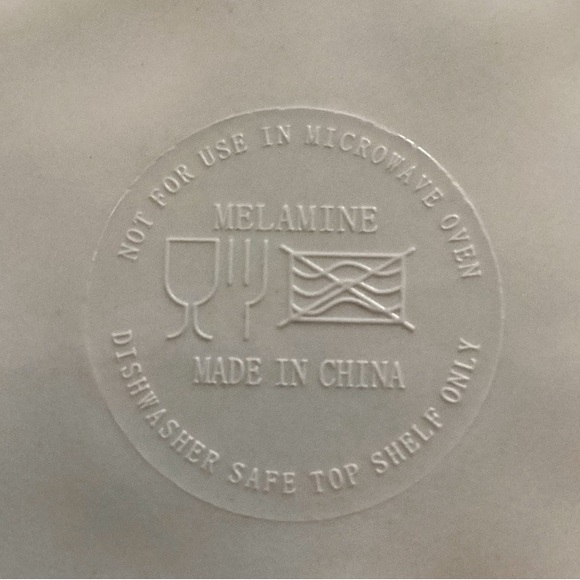 NOT FOR USE IN MICROWAVE OVEN
MELAMINE
MADE IN CHINA
DISHWASHER SAFE TOP SHELF ONLY